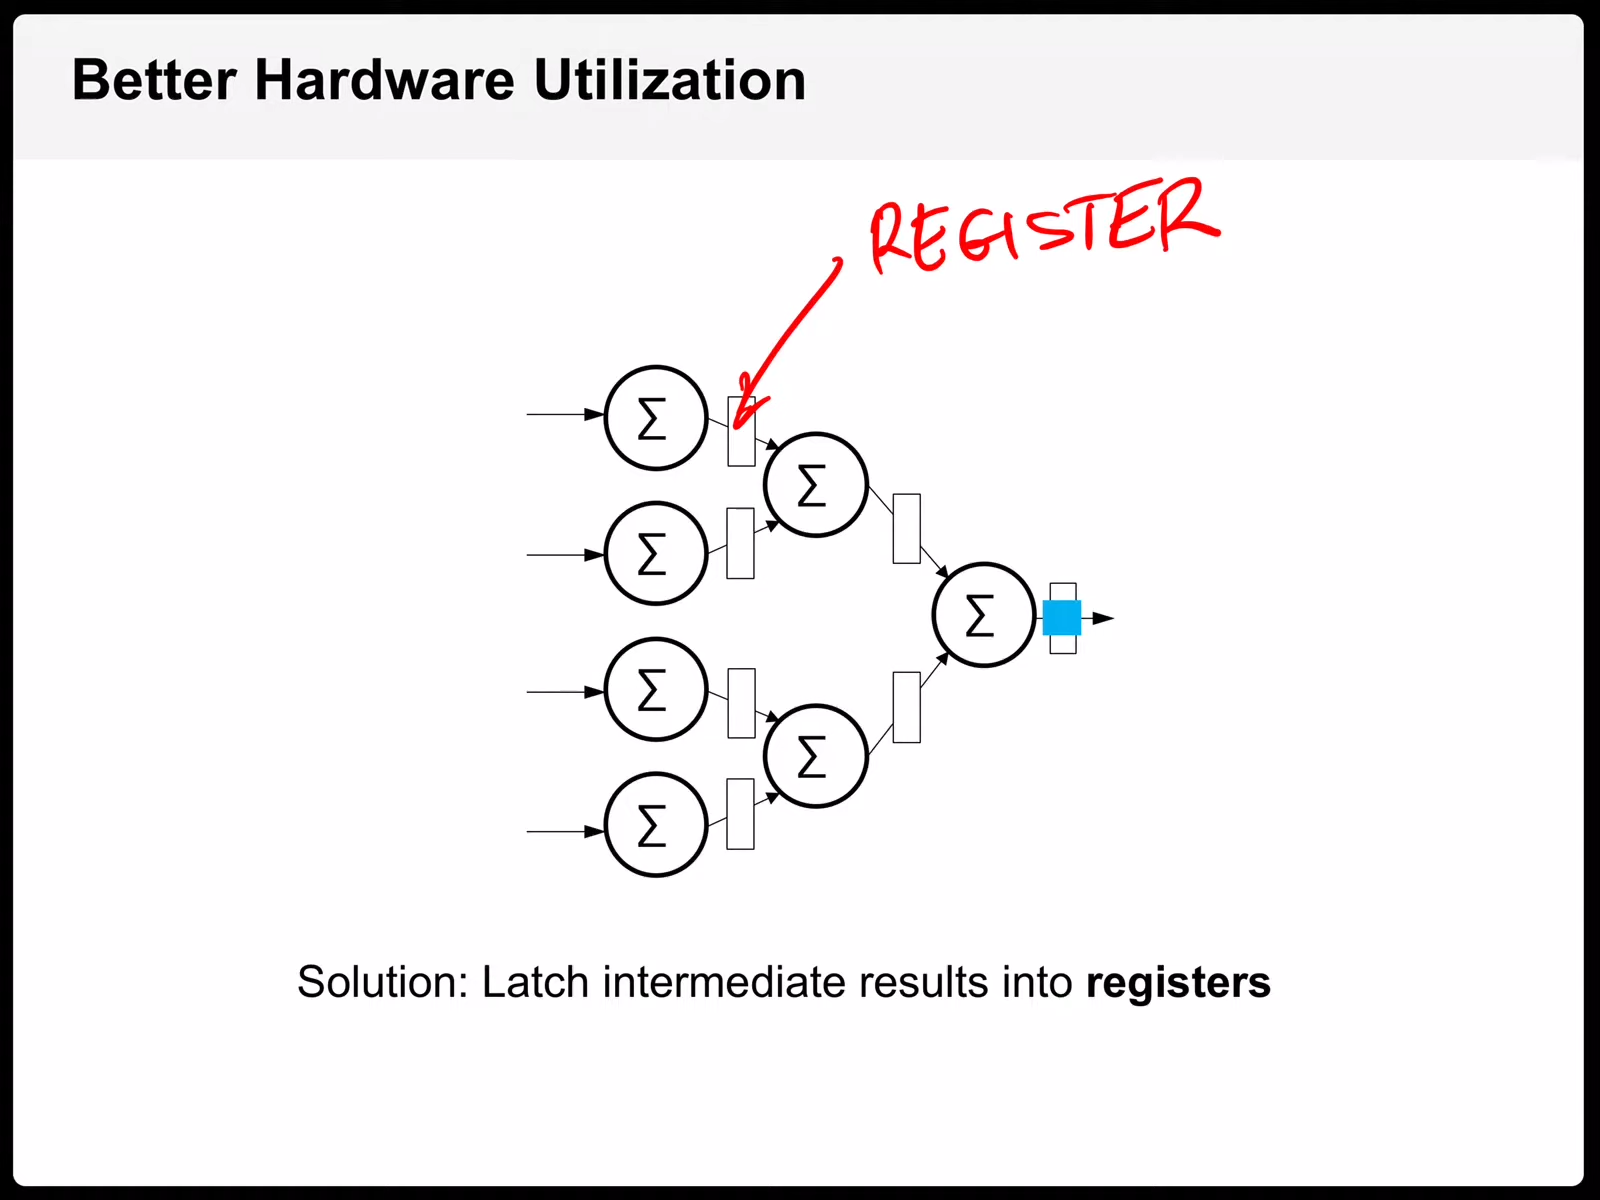 Better Hardware Utilization
REGISTER
Σ
Σ
Σ
Σ
Σ
Σ
Σ
Solution: Latch intermediate results into registers